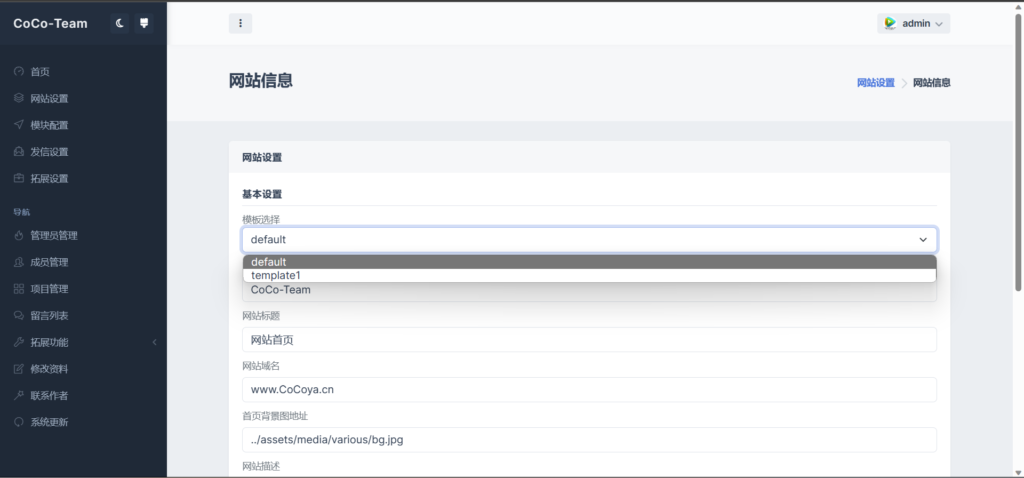 CoCo-Team
admin
首页
网站设置
模块配置
发信设置
拓展设置
导航
管理员管理
成员管理
项目管理
留言列表
拓展功能
修改资料
联系作者
系统更新
网站信息
网站设置
网站信息
网站设置
基本设置
模板选择
default
default
template1
CoCo-Team
网站标题
网站首页
网站域名
www.CoCoya.cn
首页背景图地址
../assets/media/various/bg.jpg
网站描述